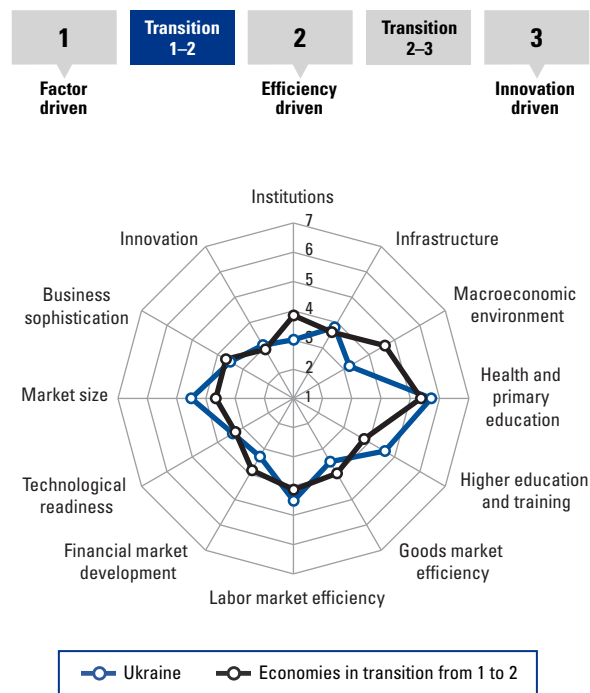 1
Transition
1–2
2
Transition
2–3
3
Factor
driven
Efficiency
driven
Innovation
driven
Institutions
7
Innovation
Infrastructure
6
5
Business
sophistication
Macroeconomic
environment
4
3
2
Market size
1
Health and
primary
education
Technological
readiness
Higher education
and training
Financial market
development
Goods market
efficiency
Labor market efficiency
Ukraine
Economies in transition from 1 to 2